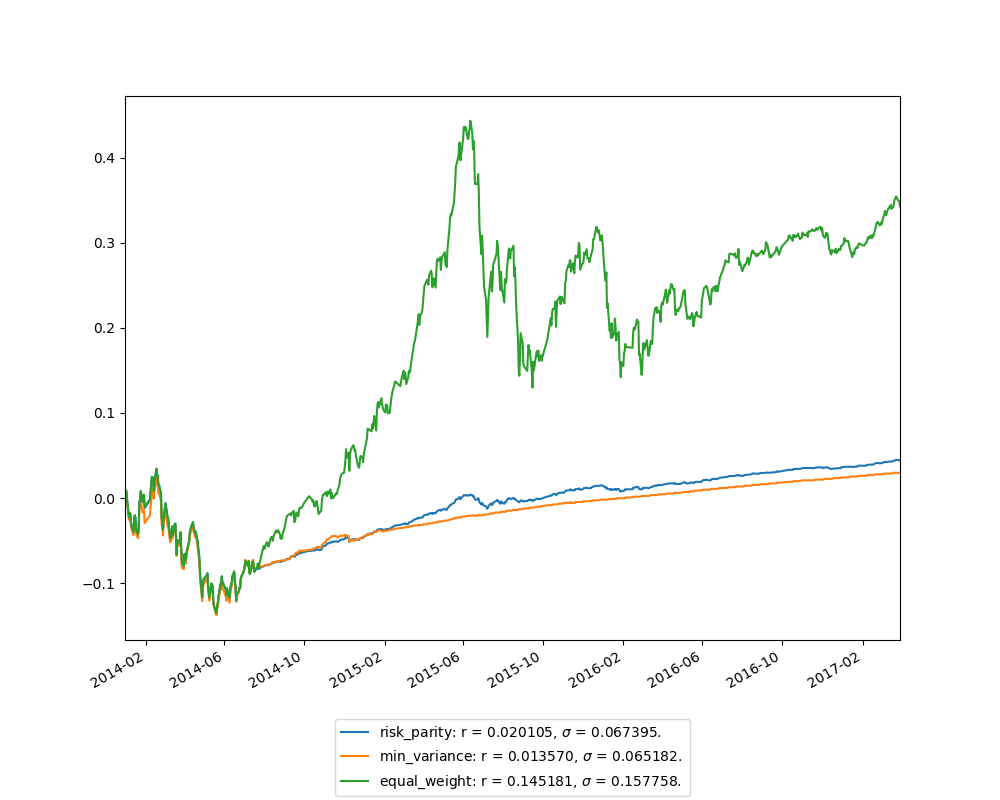 0.4
0.3
0.2
0.1
0.0
−0.1
2014-02 2014-06 2014-10 2015-02 2015-06 2015-10 2016-02 2016-06 2016-10 2017-02
risk_parity: r = 0.020105, σ = 0.067395.
min_variance: r = 0.013570, σ = 0.065182.
equal_weight: r = 0.145181, σ = 0.157758.